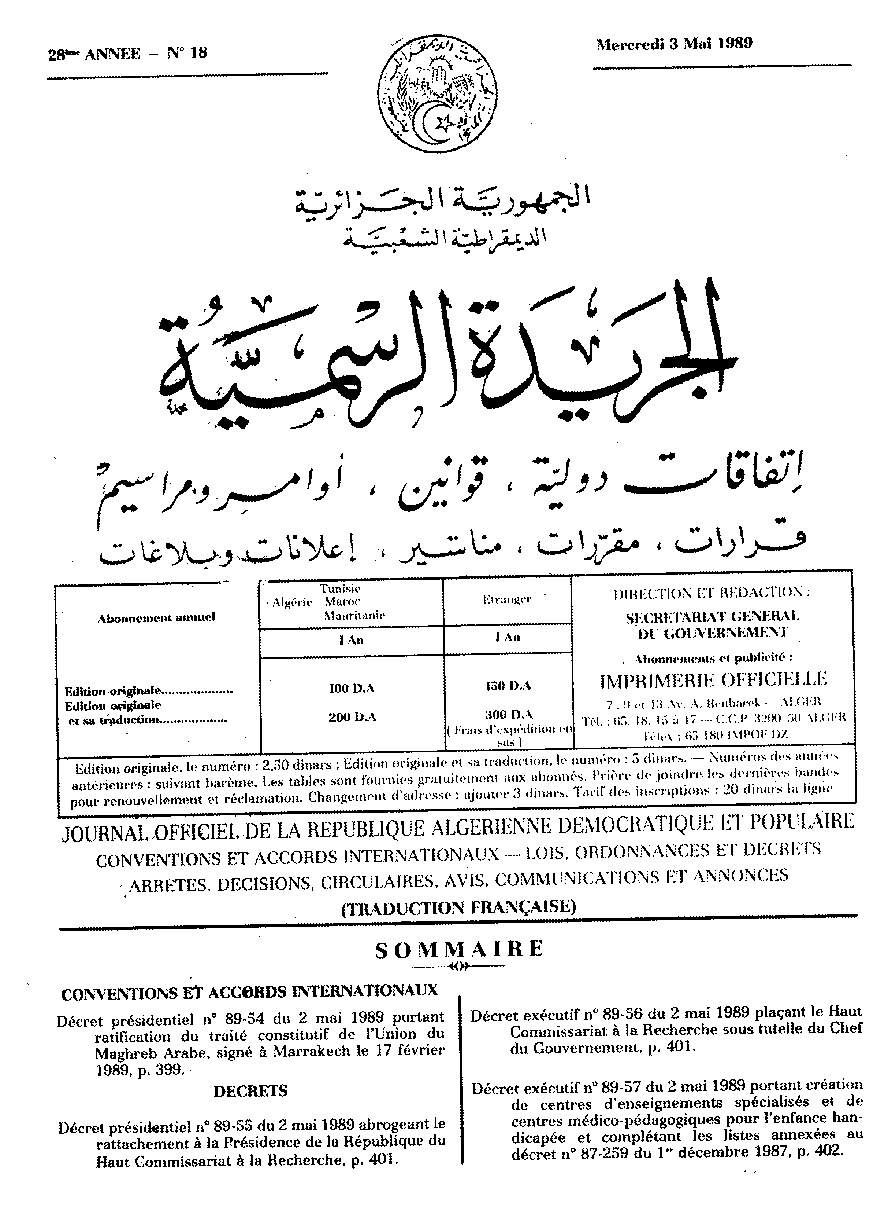 28ème ANNEE – N° 18
Mercredi 3 Mai 1989
الجمهورية الجزائرية
الديمقراطية الشعبية
الجريدة الرسمية
إتفاقات دولية ، قوانين ، أوامر ومراسيم
قرارات ، مقررات ، مناشير ، إعلانات وبلاغات
Abonnement annuel
Algérie
Tunisie
Maroc
Mauritanie
Etranger
1 An
1 An
Edition originale....................
100 D.A
150 D.A
Edition originale
et sa traduction...................
200 D.A
300 D.A
( Frais d'expédition en
sus )
DIRECTION ET REDACTION :
SECRETARIAT GENERAL
DU GOUVERNEMENT
Abonnements et publicité :
IMPRIMERIE OFFICIELLE
7, 9 et 13 Av. A. Benbarek - ALGER
Tél. : 65. 18. 15 à 17 — C.C.P. 3200-50 ALGER
Télex : 65 180 IMPOF DZ
Edition originale, le numéro : 2,50 dinars ; Edition originale et sa traduction, le numéro : 5 dinars. — Numéros des années
antérieures : suivant barème. Les tables sont fournies gratuitement aux abonnés. Prière de joindre les dernières bandes
pour renouvellement et réclamation. Changement d'adresse : ajouter 3 dinars. Tarif des inscriptions : 20 dinars la ligne
JOURNAL OFFICIEL DE LA REPUBLIQUE ALGERIENNE DEMOCRATIQUE ET POPULAIRE
CONVENTIONS ET ACCORDS INTERNATIONAUX — LOIS, ORDONNANCES ET DECRETS
ARRETES, DECISIONS, CIRCULAIRES, AVIS, COMMUNICATIONS ET ANNONCES
(TRADUCTION FRANÇAISE)
SOMMAIRE
CONVENTIONS ET ACCORDS INTERNATIONAUX
Décret présidentiel n° 89-54 du 2 mai 1989 portant
ratification du traité constitutif de l'Union du
Maghreb Arabe, signé à Marrakech le 17 février
1989, p. 399.
DECRETS
Décret présidentiel n° 89-55 du 2 mai 1989 abrogeant le
rattachement à la Présidence de la République du
Haut Commissariat à la Recherche, p. 401.
Décret exécutif n° 89-56 du 2 mai 1989 plaçant le Haut
Commissariat à la Recherche sous tutelle du Chef
du Gouvernement, p. 401.
Décret exécutif n° 89-57 du 2 mai 1989 portant création
de centres d'enseignements spécialisés et de
centres médico-pédagogiques pour l'enfance han-
dicapée et complétant les listes annexées au
décret n° 87-259 du 1er décembre 1987, p. 402.